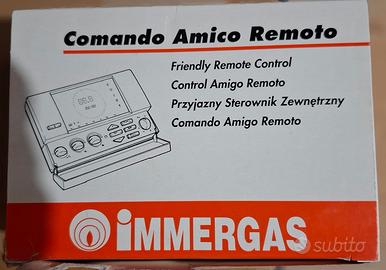 Comando Amico Remoto
Friendly Remote Control
Control Amigo Remoto
Przyjazny Sterownik Zewnętrzny
Comando Amigo Remoto
iMMERGAS
subito